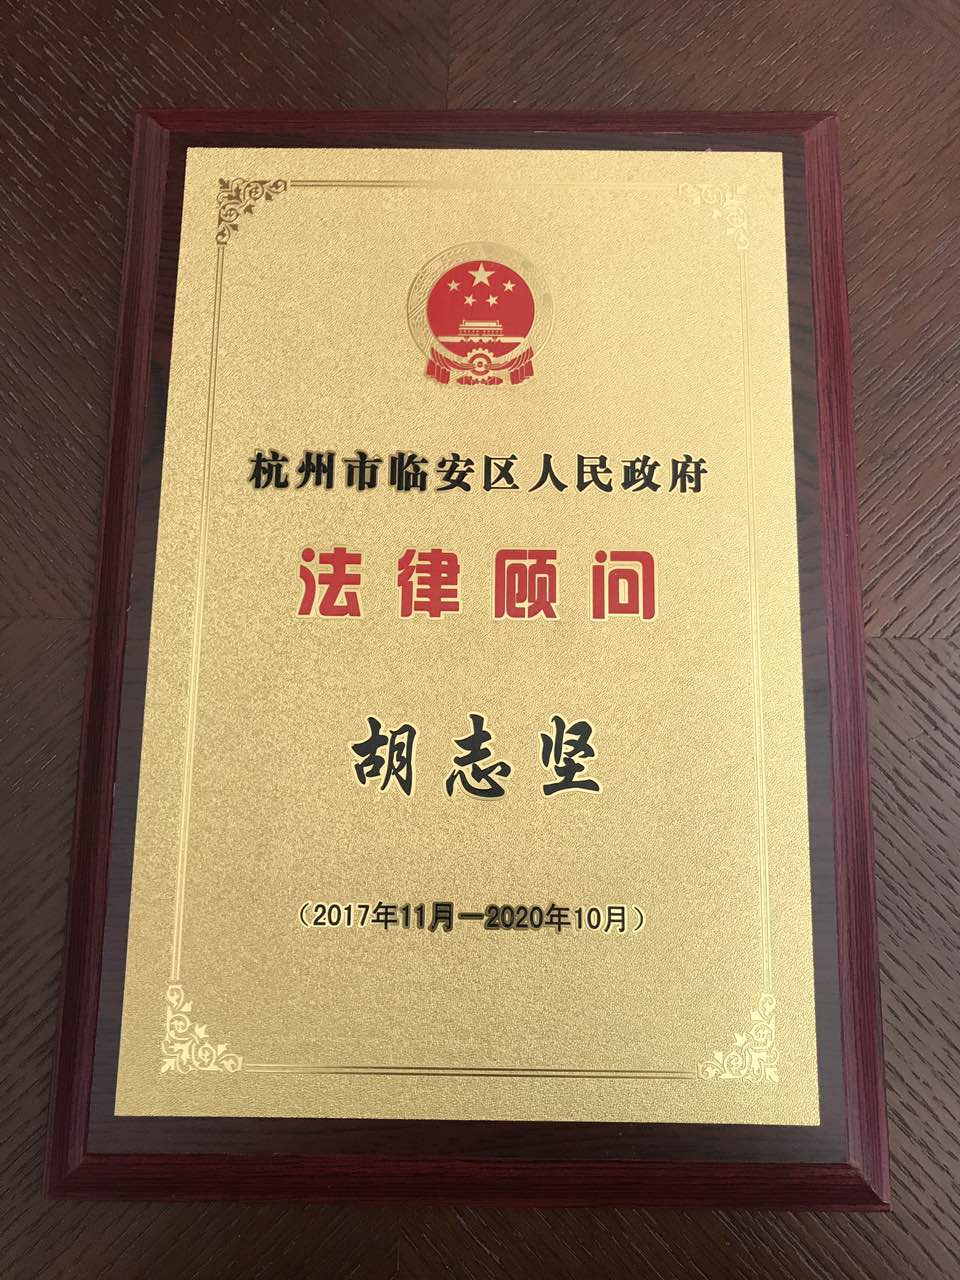 杭州市临安区人民政府
法律顾问
胡志坚
（2017年11月—2020年10月）